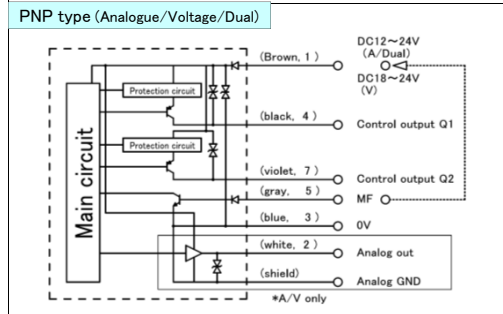 PNP type (Analogue/Voltage/Dual)
DC12～24V
(A/Dual)
DC18～24V
(V)
(Brown, 1 )
Protection circuit
(black, 4 )
Control output Q1
Protection circuit
(violet, 7 )
Control output Q2
(gray, 5 )
MF
(blue, 3 )
0V
Main circuit
(white, 2 )
Analog out
(shield)
Analog GND
*A/V only